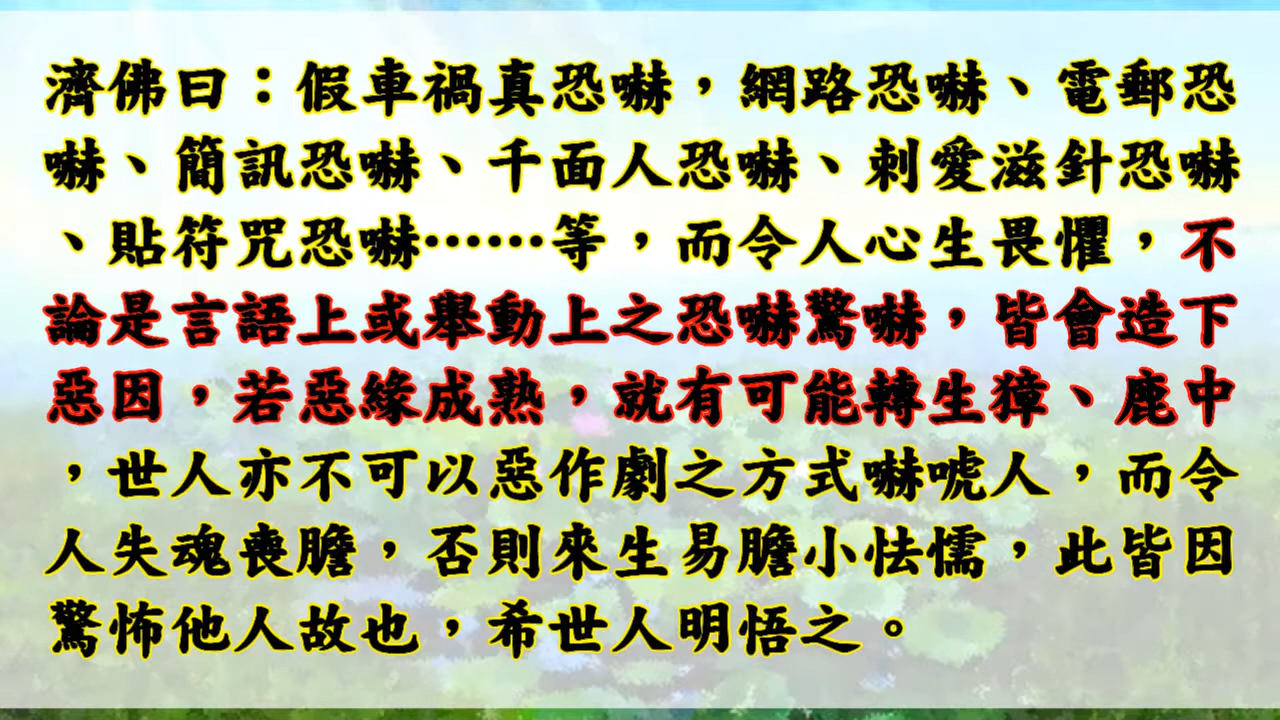 濟佛曰：假車禍真恐嚇，網路恐嚇、電郵恐
嚇、簡訊恐嚇、千面人恐嚇、刺愛滋針恐嚇
、貼符咒恐嚇……等，而令人心生畏懼，不
論是言語上或舉動上之恐嚇驚嚇，皆會造下
惡因，若惡緣成熟，就有可能轉生獐、鹿中
，世人亦不可以惡作劇之方式嚇唬人，而令
人失魂喪膽，否則來生易膽小怯懦，此皆因
驚怖他人故也，希世人明悟之。